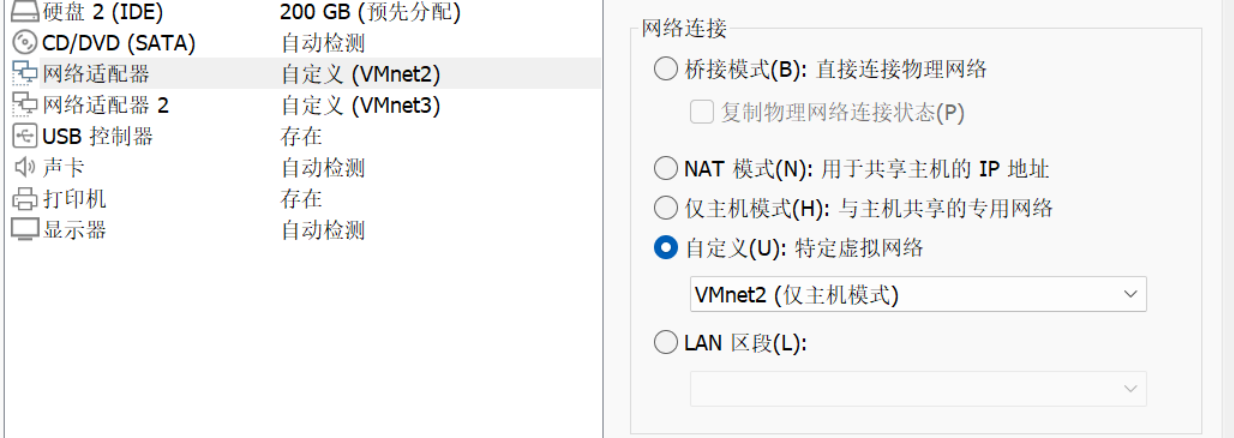 硬盘 2 (IDE) 200 GB (预先分配)
CD/DVD (SATA) 自动检测
网络适配器 自定义 (VMnet2)
网络适配器 2 自定义 (VMnet3)
USB 控制器 存在
声卡 自动检测
打印机 存在
显示器 自动检测
网络连接
桥接模式(B): 直接连接物理网络
复制物理网络连接状态(P)
NAT 模式(N): 用于共享主机的 IP 地址
仅主机模式(H): 与主机共享的专用网络
自定义(U): 特定虚拟网络
VMnet2 (仅主机模式)
LAN 区段(L):